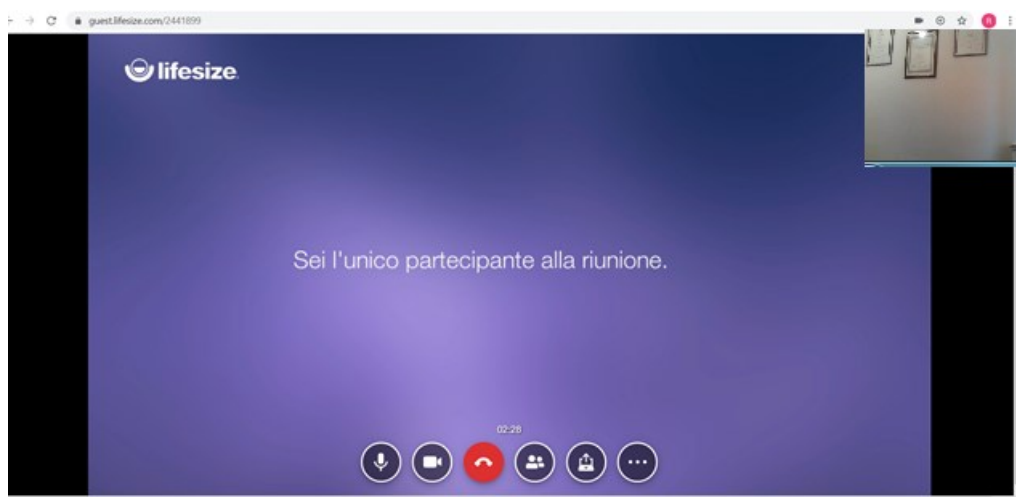 guest.lifesize.com/2441899
R
lifesize
Sei l'unico partecipante alla riunione.
02:28